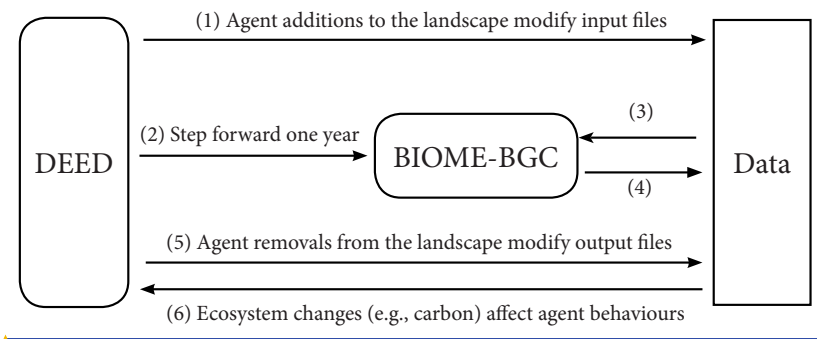 (1) Agent additions to the landscape modify input files
(2) Step forward one year
(3)
DEED
BIOME-BGC
Data
(4)
(5) Agent removals from the landscape modify output files
(6) Ecosystem changes (e.g., carbon) affect agent behaviours